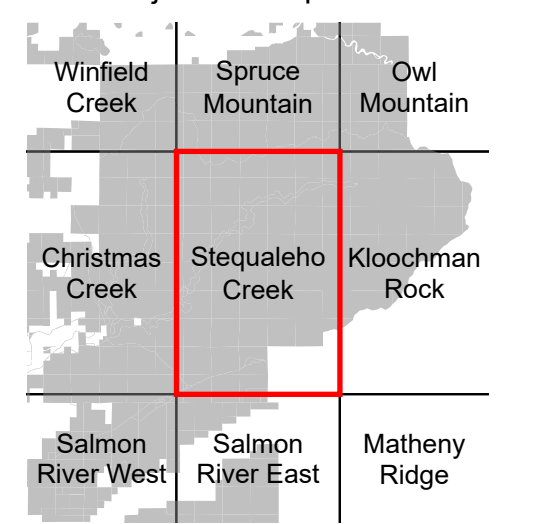 Winfield
Creek
Spruce
Mountain
Owl
Mountain
Christmas
Creek
Stequaleho
Creek
Kloochman
Rock
Salmon
River West
Salmon
River East
Matheny
Ridge